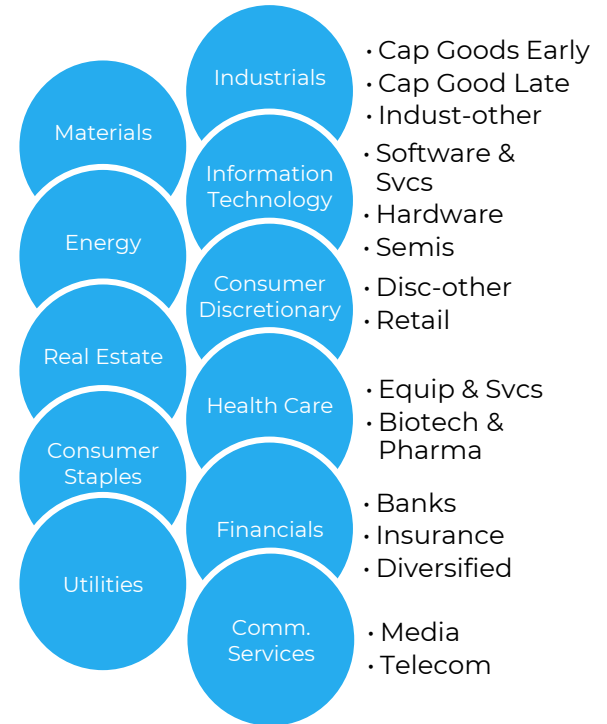 Materials
Energy
Real Estate
Consumer
Staples
Utilities
Industrials
• Cap Goods Early
• Cap Good Late
• Indust-other
Information
Technology
• Software &
Svcs
• Hardware
• Semis
Consumer
Discretionary
• Disc-other
• Retail
Health Care
• Equip & Svcs
• Biotech &
Pharma
Financials
• Banks
• Insurance
• Diversified
Comm.
Services
• Media
• Telecom